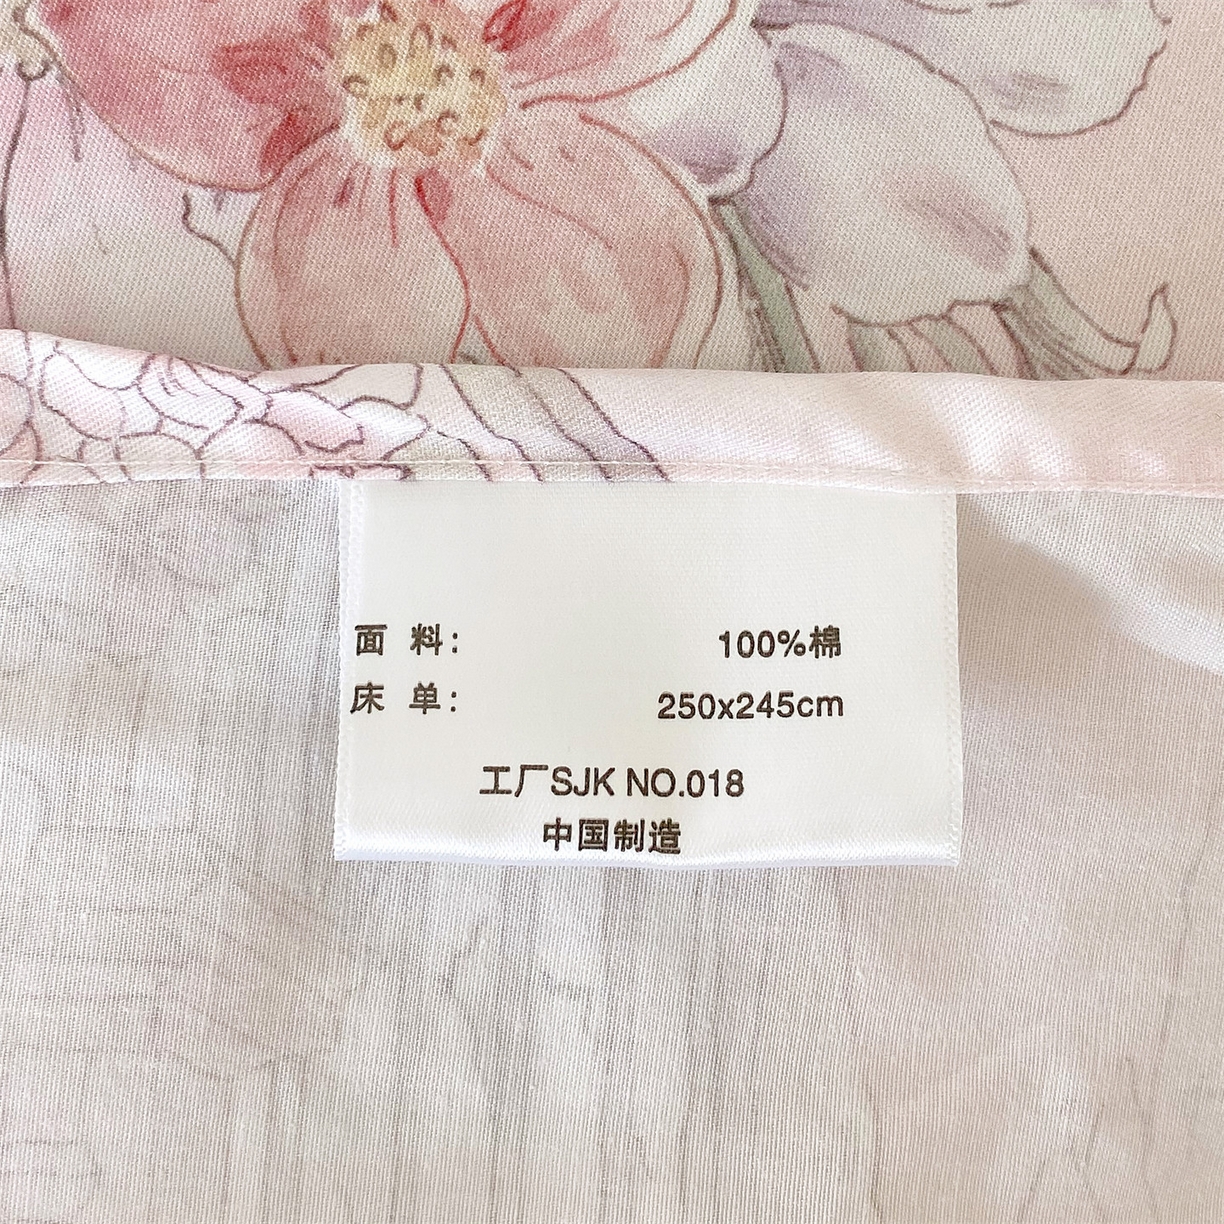 面 料： 100%棉
床 单： 250x245cm
工厂SJK NO.018
中国制造